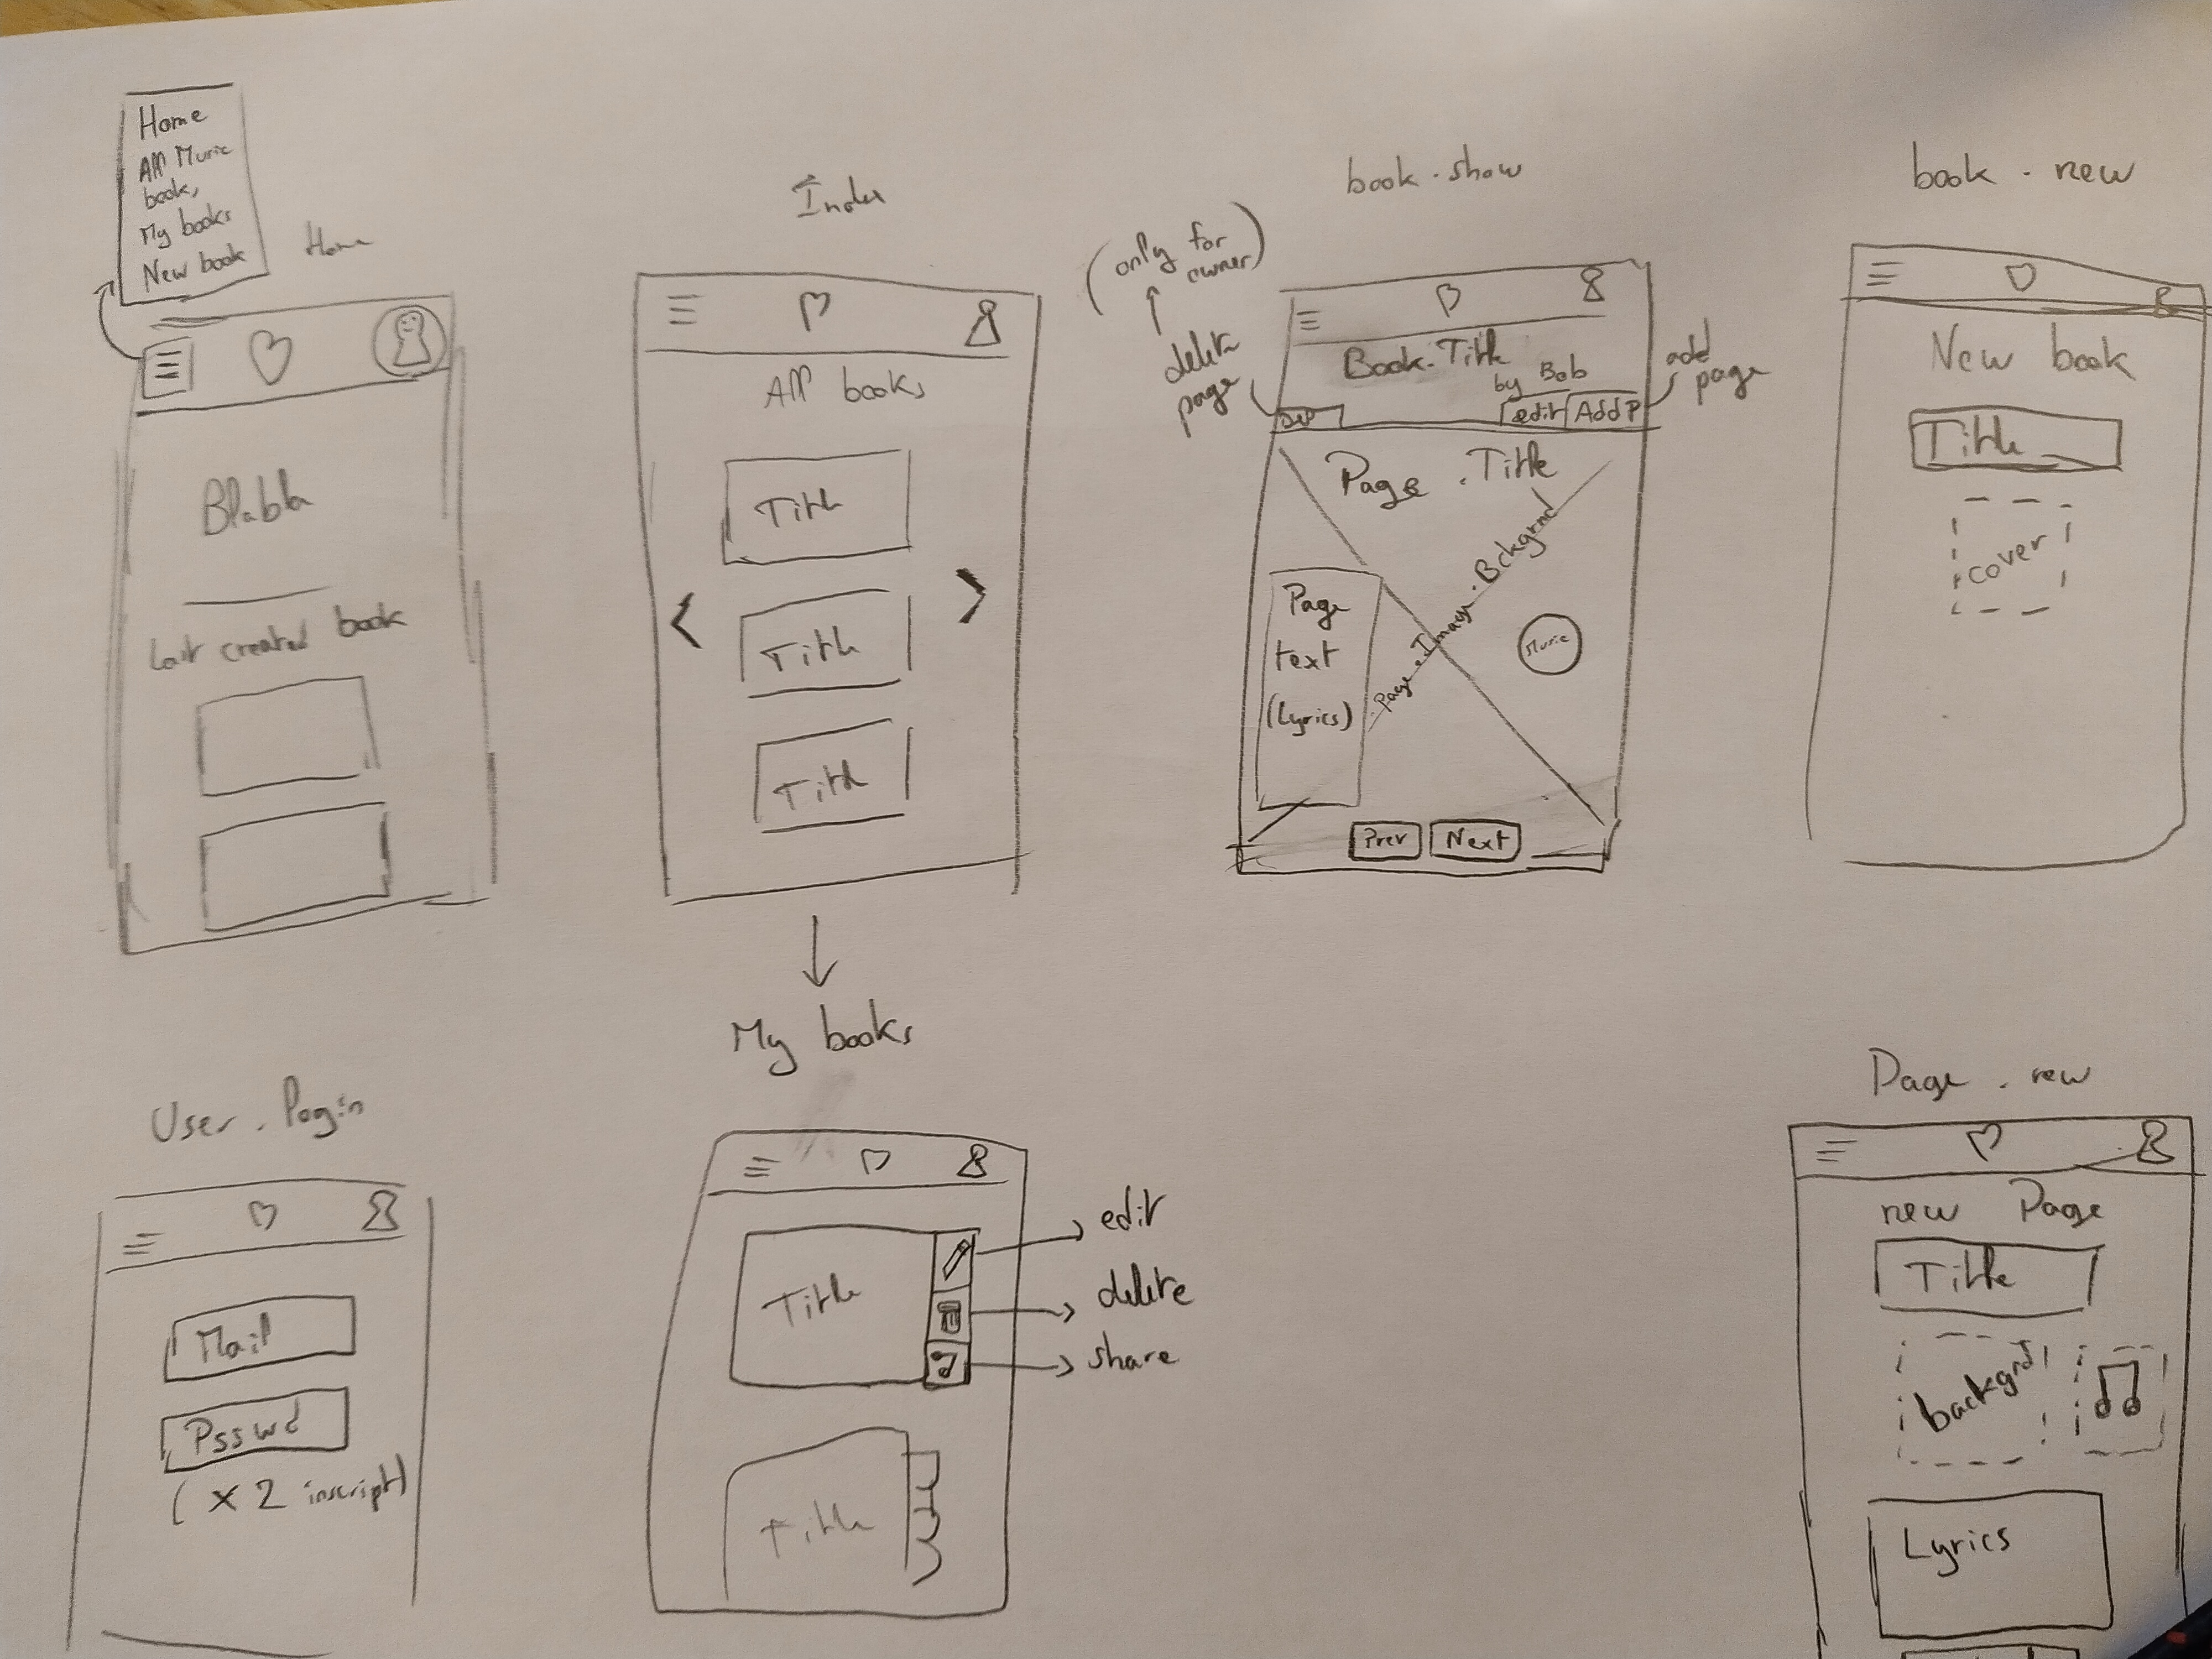 Home
All Music
books
My books
New book
Home
Blabla
last created book
Index
All books
Title
Title
Title
<
>
book.show
(only for
owner)
delete
page
Book.Title
by Bob
edit
Add P
add
page
Page.Title
Page
text
(Lyrics)
Page.Image.Bckgrnd
Music
Prev
Next
book.new
New book
Title
cover
User.login
Mail
Psswd
(x2 inscript)
My books
Title
edit
delete
share
Title
Page.new
new Page
Title
backgrd
Lyrics